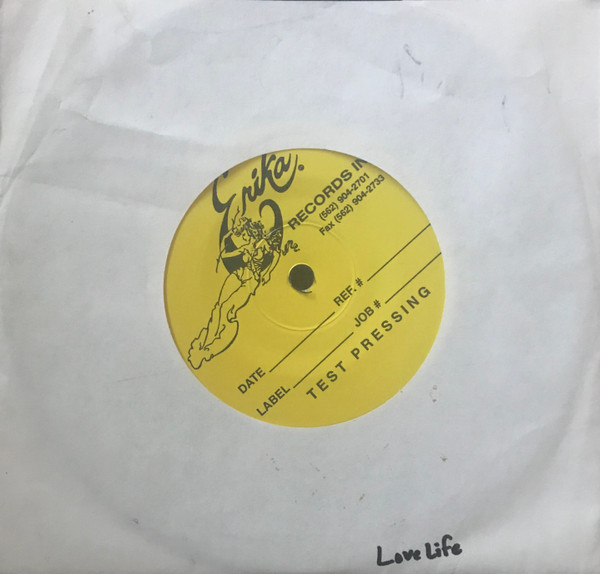 Erika.
RECORDS IN
(562) 904-2701
Fax (562) 904-2733
DATE REF. #
LABEL JOB #
TEST PRESSING
Love Life